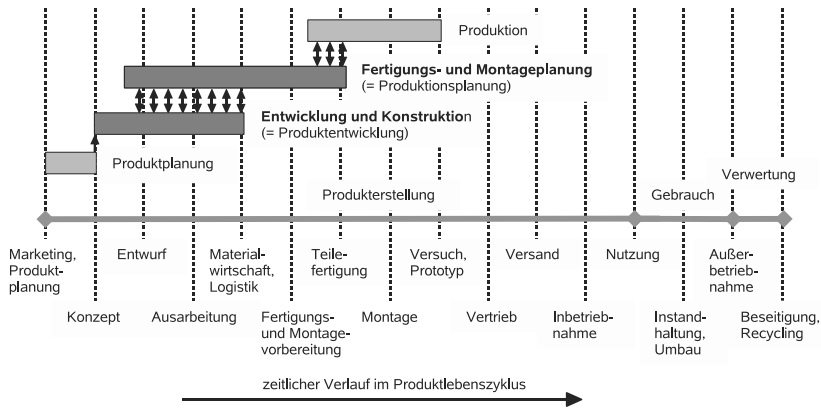 Produktion
Fertigungs- und Montageplanung
(= Produktionsplanung)
Entwicklung und Konstruktion
(= Produktentwicklung)
Produktplanung
Verwertung
Produkterstellung
Gebrauch
Marketing,
Produkt-
planung
Entwurf
Material-
wirtschaft,
Logistik
Teile-
fertigung
Versuch,
Prototyp
Versand
Nutzung
Außer-
betrieb-
nahme
Konzept
Ausarbeitung
Fertigungs-
und Montage-
vorbereitung
Montage
Vertrieb
Inbetrieb-
nahme
Instand-
haltung,
Umbau
Beseitigung,
Recycling
zeitlicher Verlauf im Produktlebenszyklus